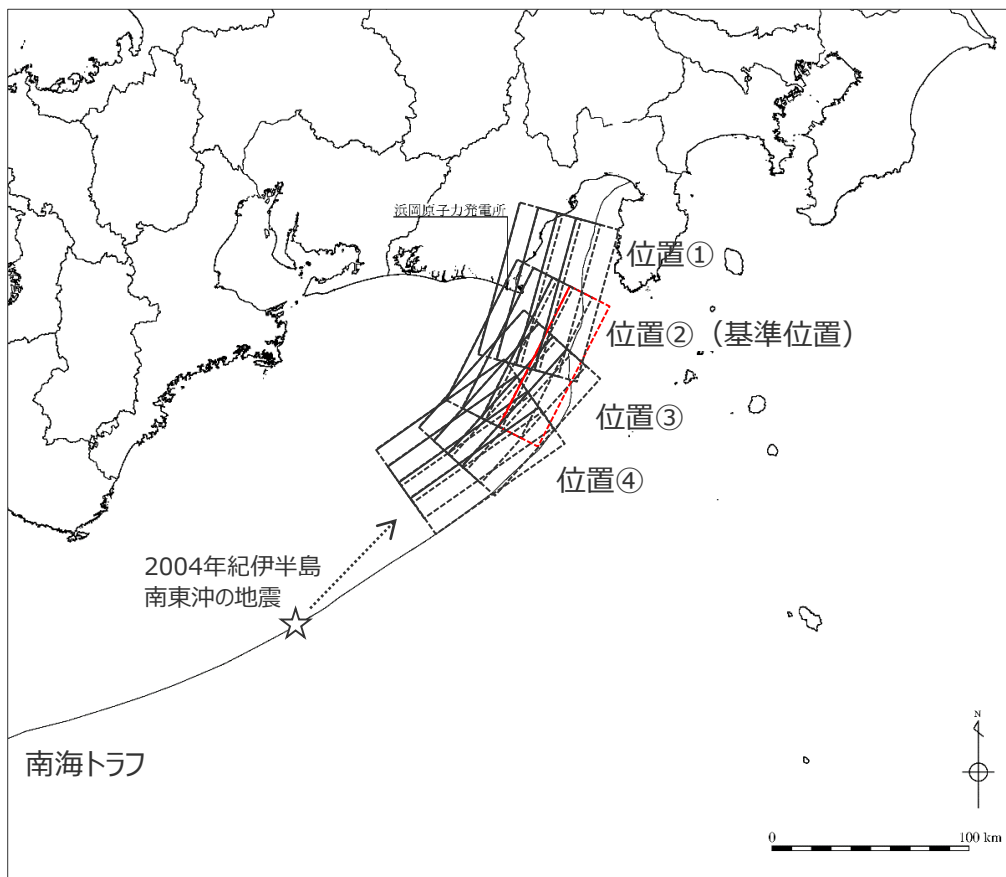 浜岡原子力発電所
位置①
位置②（基準位置）
位置③
位置④
2004年紀伊半島
南東沖の地震
南海トラフ
N
0 100 km